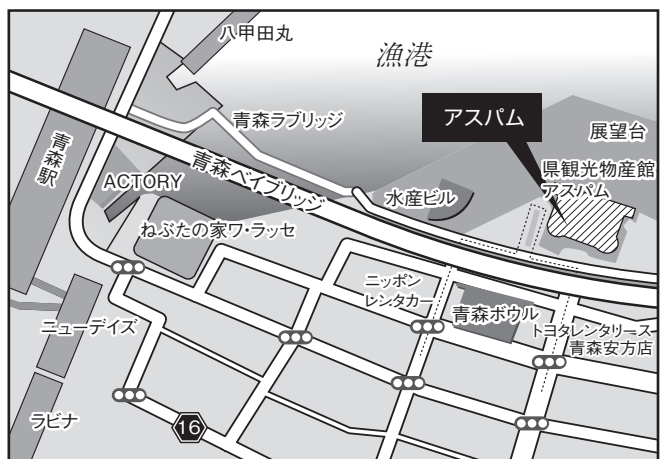 八甲田丸
漁港
青森ラブリッジ
アスパム
展望台
青森駅
青森ベイブリッジ
県観光物産館
アスパム
ACTORY
水産ビル
ねぶたの家ワ・ラッセ
ニッポン
レンタカー
青森ボウル
トヨタレンタリース
青森安方店
ニューデイズ
ラビナ
16